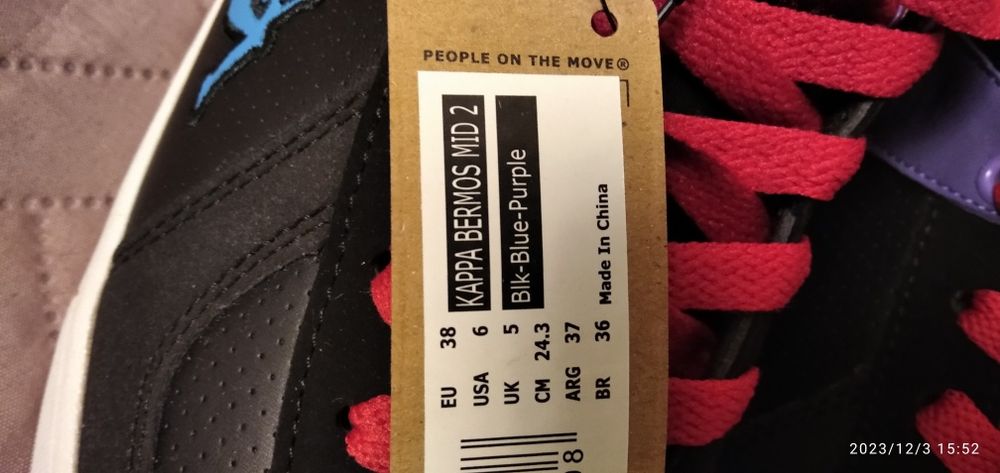 PEOPLE ON THE MOVE®
KAPPA BERMOS MID 2
Blk-Blue-Purple
Made In China
EU 38
USA 6
UK 5
CM 24.3
ARG 37
BR 36
2023/12/3 15:52